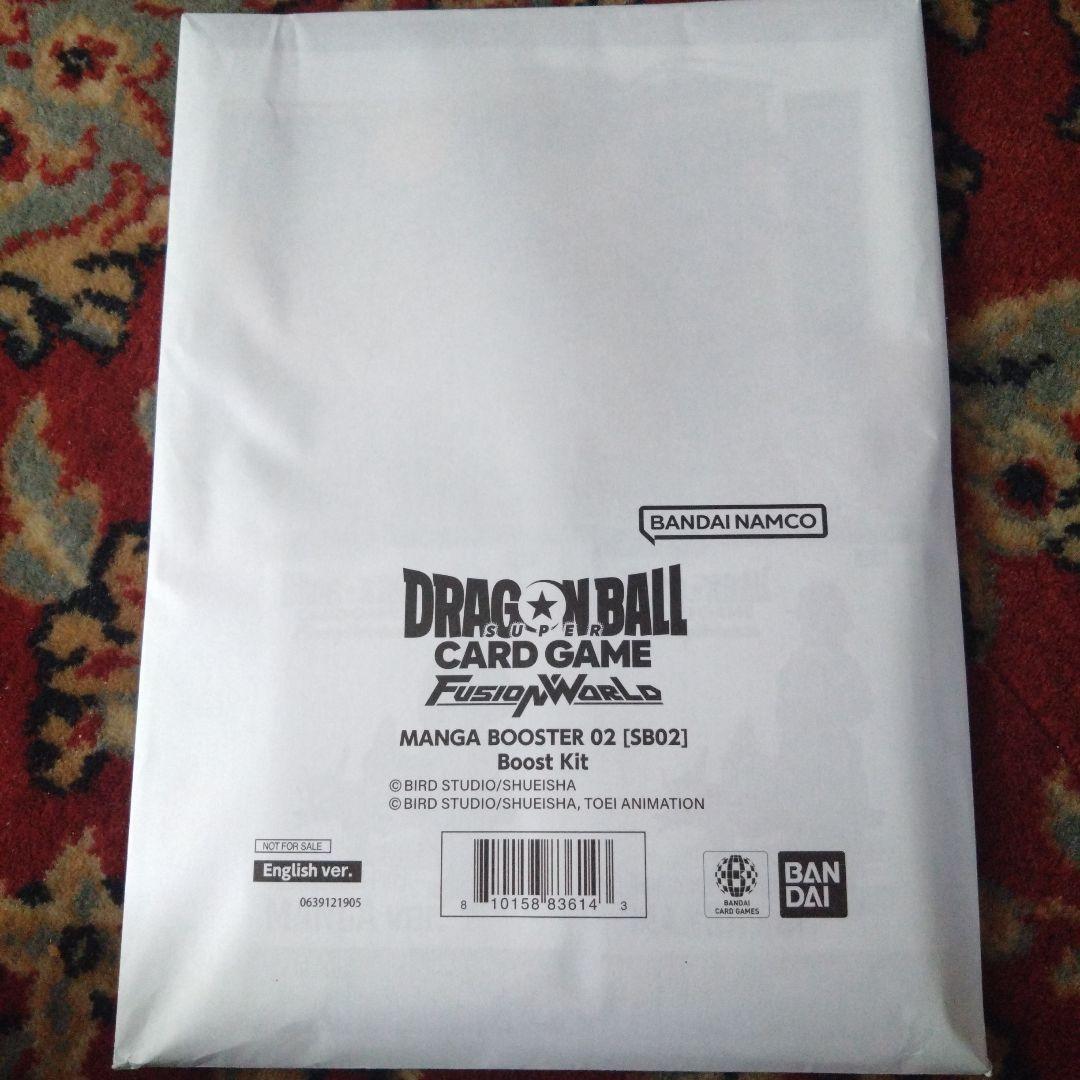 BANDAI NAMCO
DRAGON BALL
SUPER
CARD GAME
FUSION WORLD
MANGA BOOSTER 02 [SB02]
Boost Kit
©BIRD STUDIO/SHUEISHA
©BIRD STUDIO/SHUEISHA, TOEI ANIMATION
NOT FOR SALE
English ver.
0639121905
8 10158 83614 3
BANDAI
CARD GAMES
BAN
DAI